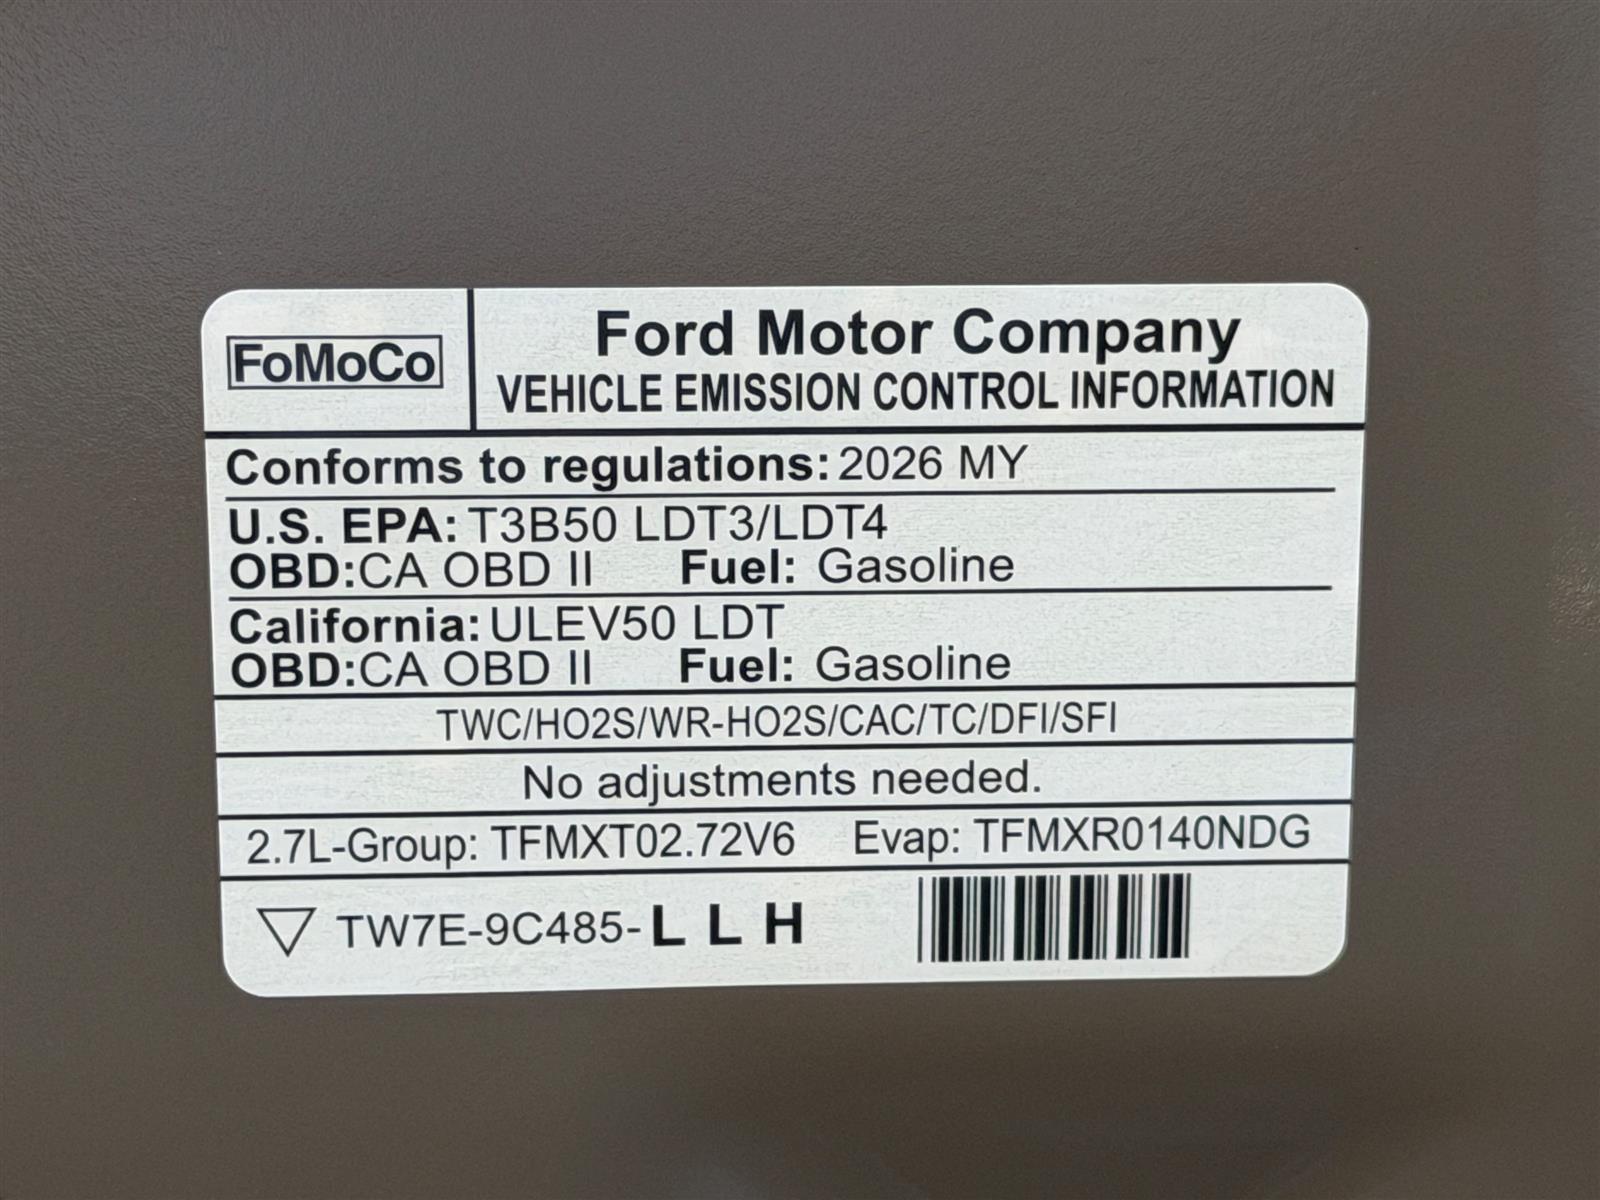 FoMoCo
Ford Motor Company
VEHICLE EMISSION CONTROL INFORMATION
Conforms to regulations: 2026 MY
U.S. EPA: T3B50 LDT3/LDT4
OBD:CA OBD II Fuel: Gasoline
California: ULEV50 LDT
OBD:CA OBD II Fuel: Gasoline
TWC/HO2S/WR-HO2S/CAC/TC/DFI/SFI
No adjustments needed.
2.7L-Group: TFMXT02.72V6 Evap: TFMXR0140NDG
TW7E-9C485-L L H